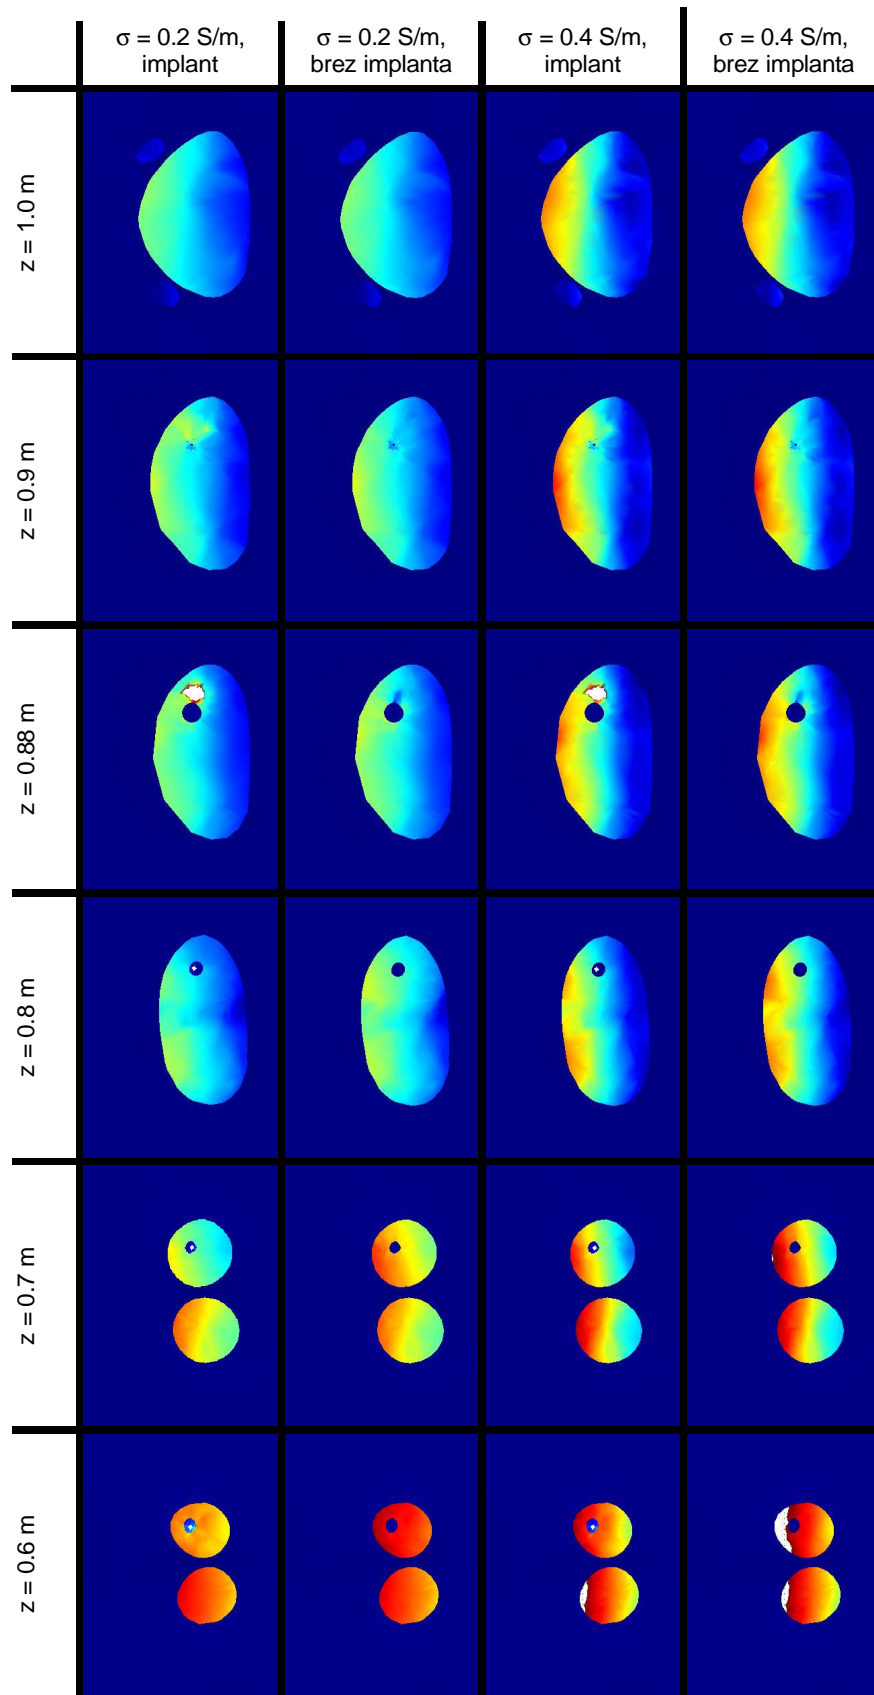 σ = 0.2 S/m,
implant
σ = 0.2 S/m,
brez implanta
σ = 0.4 S/m,
implant
σ = 0.4 S/m,
brez implanta
z = 1.0 m
z = 0.9 m
z = 0.88 m
z = 0.8 m
z = 0.7 m
z = 0.6 m